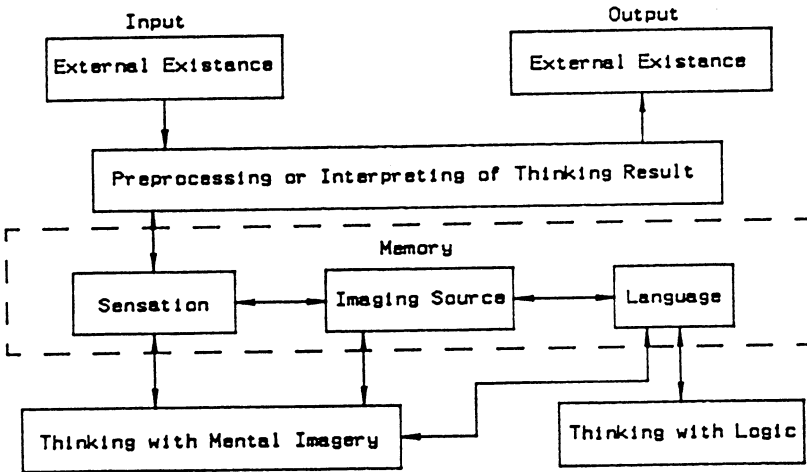 Input
Output
External Existance
External Existance
Preprocessing or Interpreting of Thinking Result
Memory
Sensation
Imaging Source
Language
Thinking with Mental Imagery
Thinking with Logic